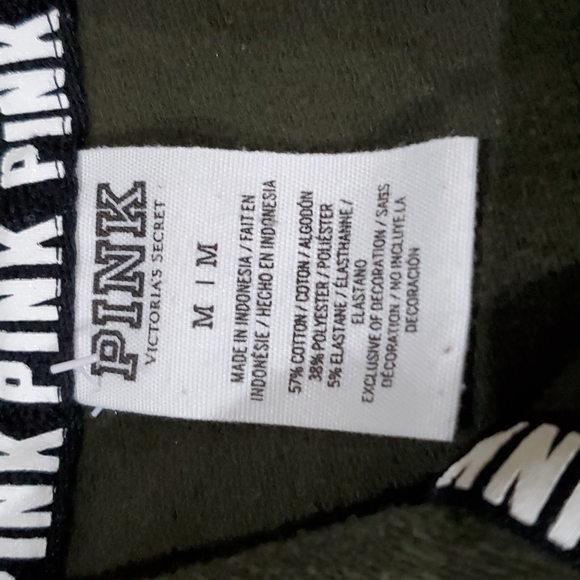 PINK PINK PINK PINK
PINK
VICTORIA'S SECRET
M | M
MADE IN INDONESIA / FAIT EN
INDONÉSIE / HECHO EN INDONESIA
57% COTTON / COTON / ALGODÓN
38% POLYESTER / POLIÉSTER
5% ELASTANE / ÉLASTHANNE /
ELASTANO
EXCLUSIVE OF DECORATION / SANS
DÉCORATION / NO INCLUYE LA
DECORACIÓN